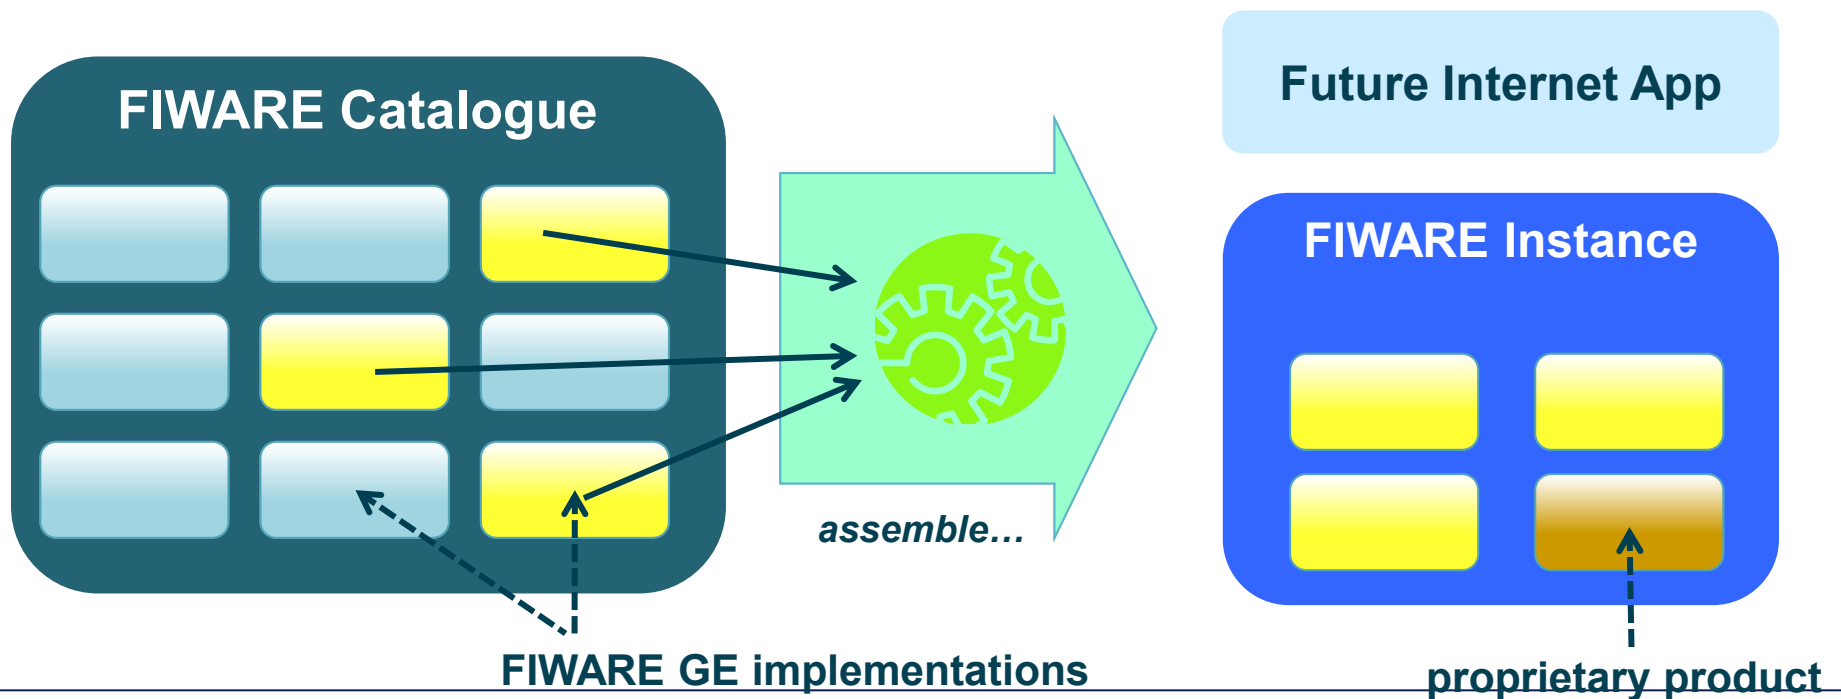 FIWARE Catalogue
Future Internet App
FIWARE Instance
assemble…
FIWARE GE implementations
proprietary product